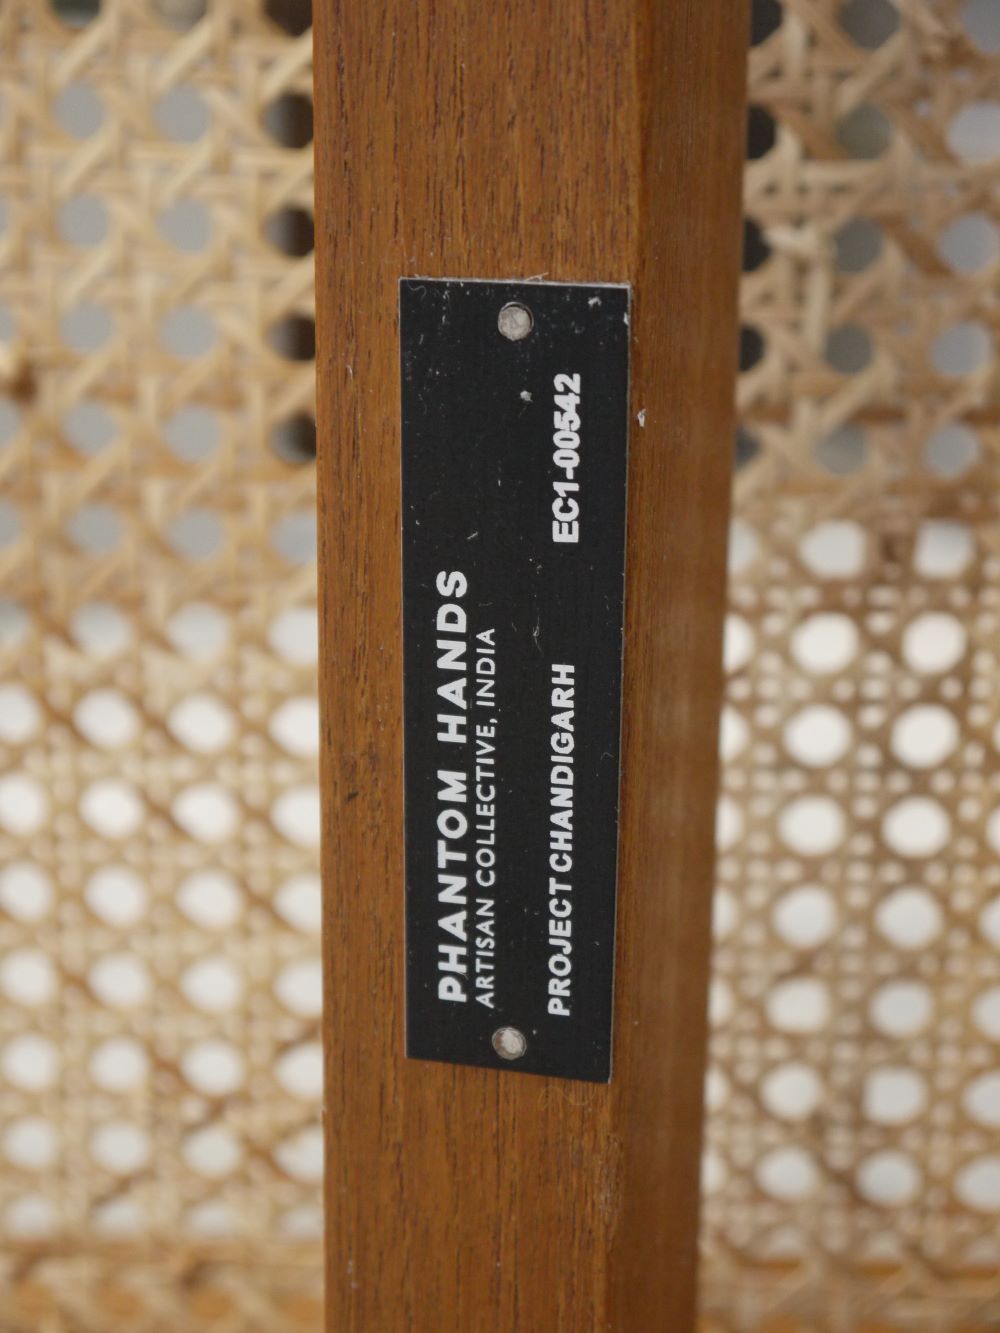 PHANTOM HANDS
ARTISAN COLLECTIVE, INDIA
PROJECT CHANDIGARH EC1-00542